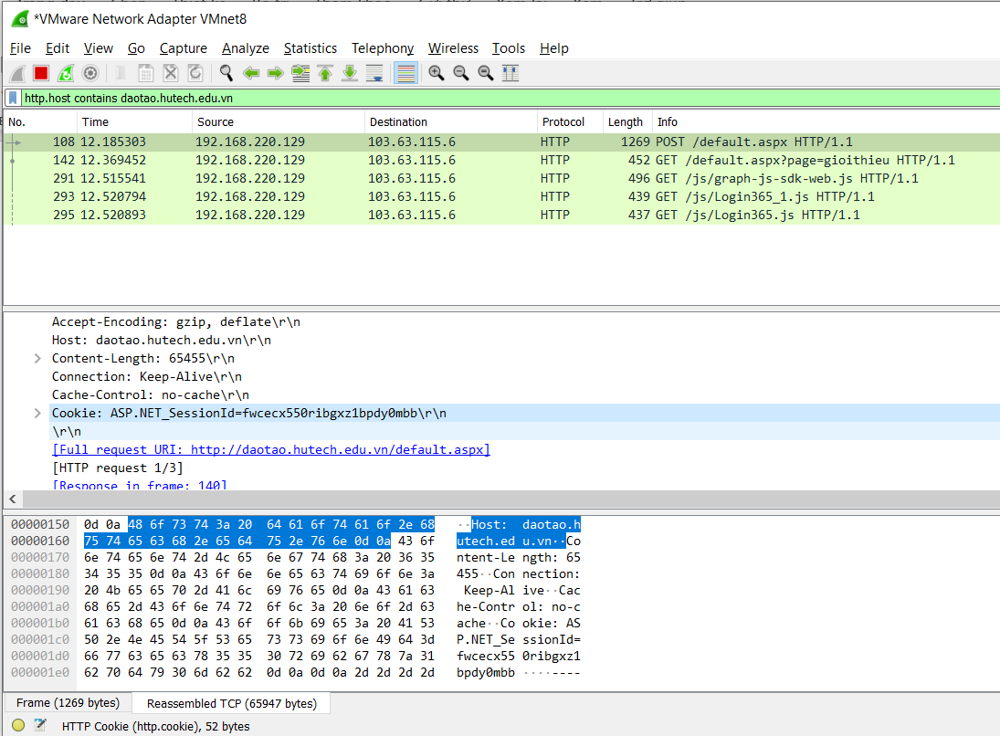 *VMware Network Adapter VMnet8
File Edit View Go Capture Analyze Statistics Telephony Wireless Tools Help
http.host contains daotao.hutech.edu.vn
No. Time Source Destination Protocol Length Info
108 12.185303 192.168.220.129 103.63.115.6 HTTP 1269 POST /default.aspx HTTP/1.1
142 12.369452 192.168.220.129 103.63.115.6 HTTP 452 GET /default.aspx?page=gioithieu HTTP/1.1
291 12.515541 192.168.220.129 103.63.115.6 HTTP 496 GET /js/graph-js-sdk-web.js HTTP/1.1
293 12.520794 192.168.220.129 103.63.115.6 HTTP 439 GET /js/Login365_1.js HTTP/1.1
295 12.520893 192.168.220.129 103.63.115.6 HTTP 437 GET /js/Login365.js HTTP/1.1
Accept-Encoding: gzip, deflate\r\n
Host: daotao.hutech.edu.vn\r\n
Content-Length: 65455\r\n
Connection: Keep-Alive\r\n
Cache-Control: no-cache\r\n
Cookie: ASP.NET_SessionId=fwcecx550ribgxz1bpdy0mbb\r\n
\r\n
[Full request URI: http://daotao.hutech.edu.vn/default.aspx]
[HTTP request 1/3]
[Response in frame: 140]
00000150 0d 0a 48 6f 73 74 3a 20 64 61 6f 74 61 6f 2e 68 ··Host: daotao.h
00000160 75 74 65 63 68 2e 65 64 75 2e 76 6e 0d 0a 43 6f utech.ed u.vn··Co
00000170 6e 74 65 6e 74 2d 4c 65 6e 67 74 68 3a 20 36 35 ntent-Le ngth: 65
00000180 34 35 35 0d 0a 43 6f 6e 6e 65 63 74 69 6f 6e 3a 455··Con nection:
00000190 20 4b 65 65 70 2d 41 6c 69 76 65 0d 0a 43 61 63 Keep-Al ive··Cac
000001a0 68 65 2d 43 6f 6e 74 72 6f 6c 3a 20 6e 6f 2d 63 he-Contr ol: no-c
000001b0 61 63 68 65 0d 0a 43 6f 6f 6b 69 65 3a 20 41 53 ache··Co okie: AS
000001c0 50 2e 4e 45 54 5f 53 65 73 73 69 6f 6e 49 64 3d P.NET_Se ssionId=
000001d0 66 77 63 65 63 78 35 35 30 72 69 62 67 78 7a 31 fwcecx55 0ribgxz1
000001e0 62 70 64 79 30 6d 62 62 0d 0a 0d 0a 2d 2d 2d 2d bpdy0mbb ····----
Frame (1269 bytes) Reassembled TCP (65947 bytes)
HTTP Cookie (http.cookie), 52 bytes